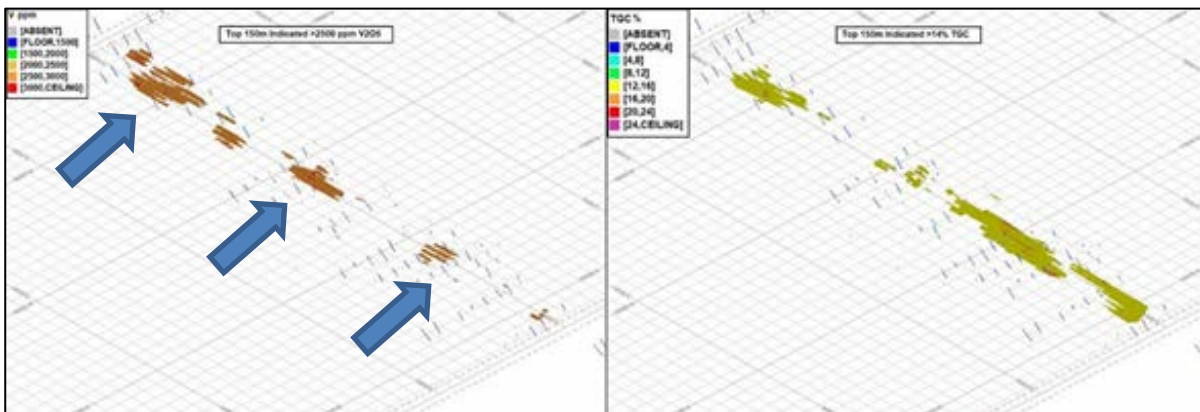 V ppm
[ABSENT]
[FLOOR,1500]
[1500,2000]
[2000,2500]
[2500,3000]
[3000,CEILING]
Top 150m Indicated >2500 ppm V2O5
TGC %
[ABSENT]
[FLOOR,4]
[4,8]
[8,12]
[12,16]
[16,20]
[20,24]
[24,CEILING]
Top 150m Indicated >14% TGC